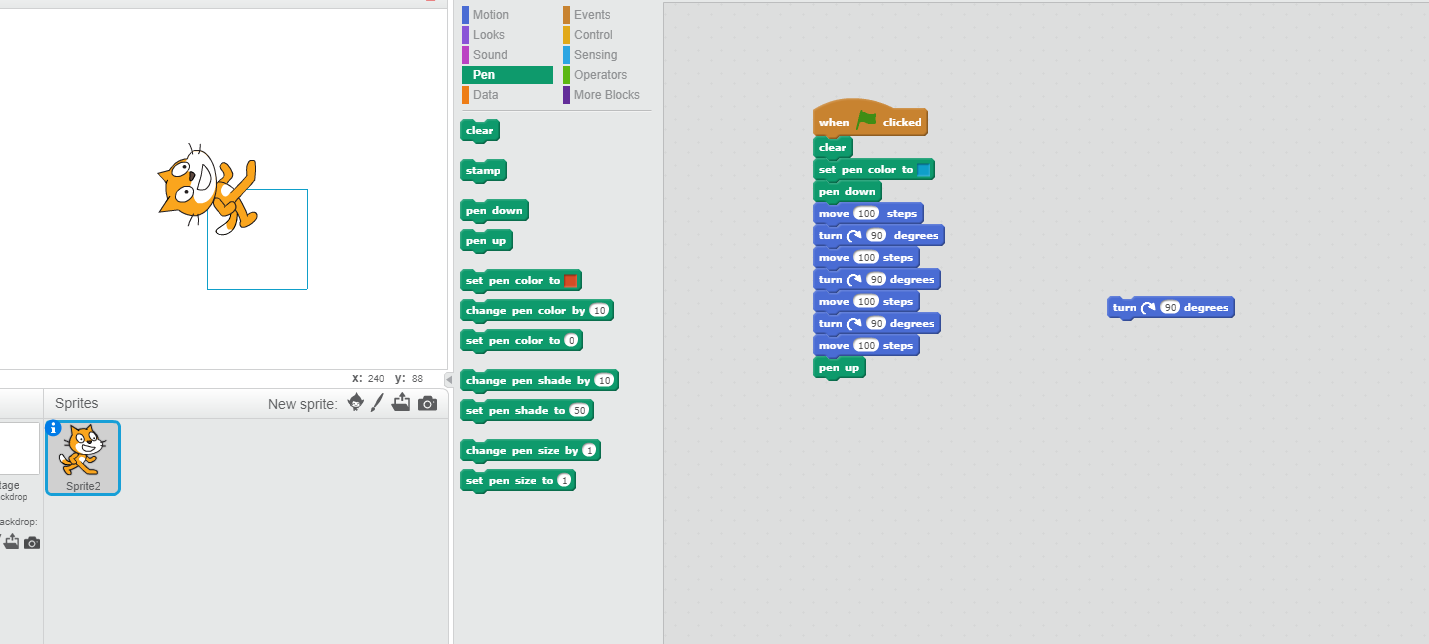 Motion
Looks
Sound
Pen
Data
Events
Control
Sensing
Operators
More Blocks
clear
stamp
pen down
pen up
set pen color to
change pen color by 10
set pen color to 0
change pen shade by 10
set pen shade to 50
change pen size by 1
set pen size to 1
when clicked
clear
set pen color to
pen down
move 100 steps
turn 90 degrees
move 100 steps
turn 90 degrees
move 100 steps
turn 90 degrees
move 100 steps
pen up
turn 90 degrees
x: 240 y: 88
Sprites
New sprite:
i
Sprite2
tage
ckdrop
ackdrop: